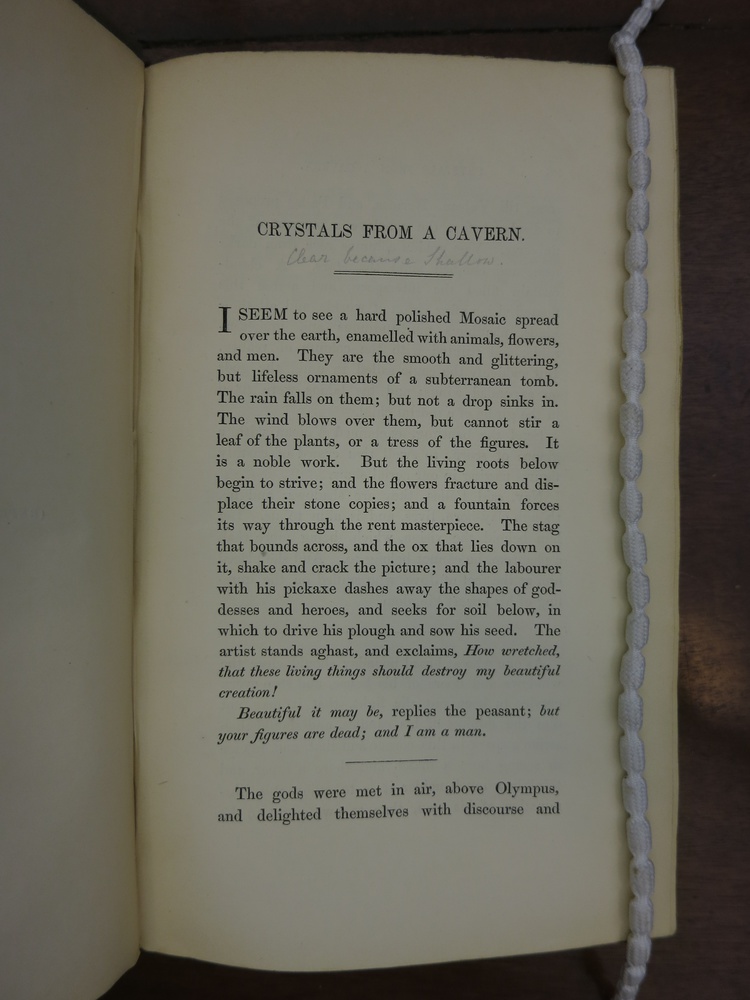 CRYSTALS FROM A CAVERN.
Clear because Shallow.
I SEEM to see a hard polished Mosaic spread
over the earth, enamelled with animals, flowers,
and men. They are the smooth and glittering,
but lifeless ornaments of a subterranean tomb.
The rain falls on them; but not a drop sinks in.
The wind blows over them, but cannot stir a
leaf of the plants, or a tress of the figures. It
is a noble work. But the living roots below
begin to strive; and the flowers fracture and dis-
place their stone copies; and a fountain forces
its way through the rent masterpiece. The stag
that bounds across, and the ox that lies down on
it, shake and crack the picture; and the labourer
with his pickaxe dashes away the shapes of god-
desses and heroes, and seeks for soil below, in
which to drive his plough and sow his seed. The
artist stands aghast, and exclaims, How wretched,
that these living things should destroy my beautiful
creation!
Beautiful it may be, replies the peasant; but
your figures are dead; and I am a man.
The gods were met in air, above Olympus,
and delighted themselves with discourse and